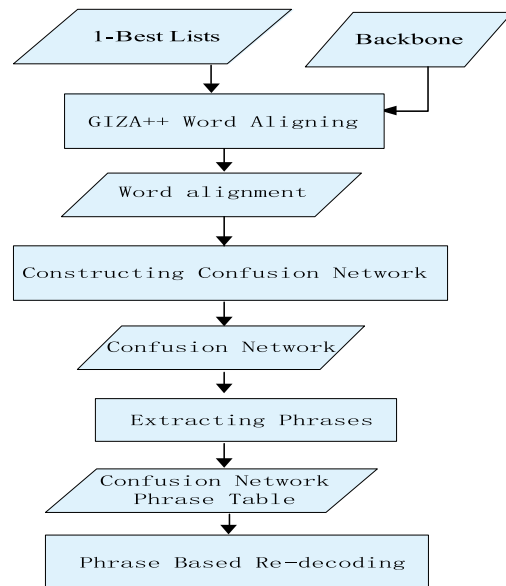 1-Best Lists
Backbone
GIZA++ Word Aligning
Word alignment
Constructing Confusion Network
Confusion Network
Extracting Phrases
Confusion Network
Phrase Table
Phrase Based Re-decoding